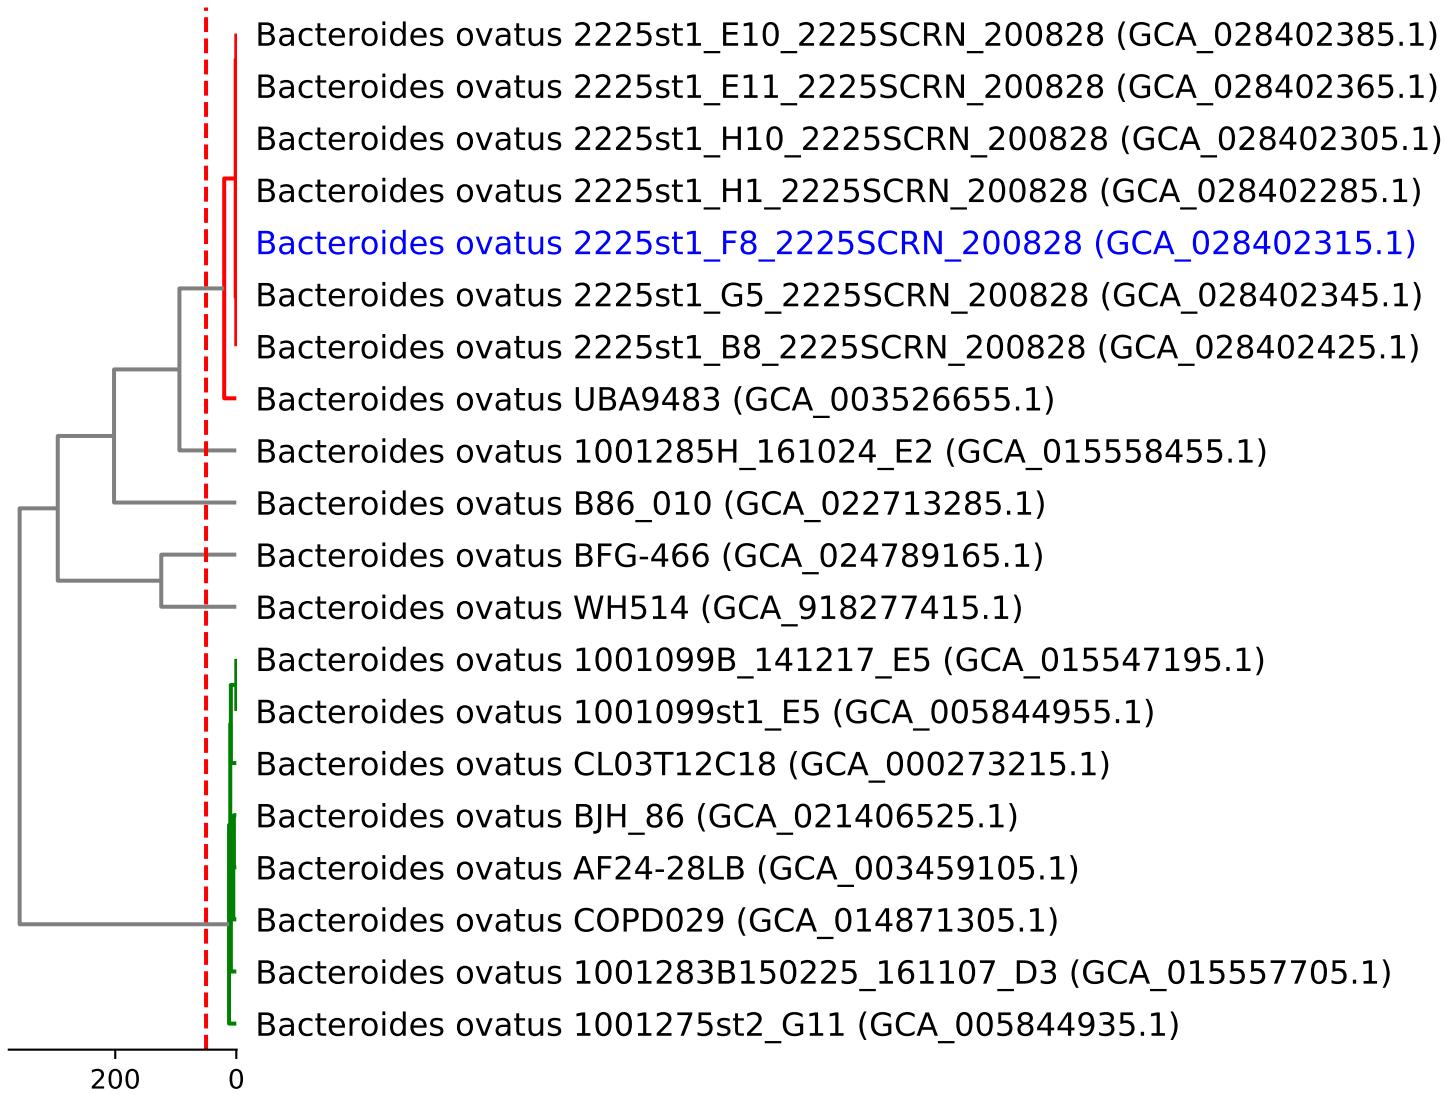 Bacteroides ovatus 2225st1_E10_2225SCRN_200828 (GCA_028402385.1)
Bacteroides ovatus 2225st1_E11_2225SCRN_200828 (GCA_028402365.1)
Bacteroides ovatus 2225st1_H10_2225SCRN_200828 (GCA_028402305.1)
Bacteroides ovatus 2225st1_H1_2225SCRN_200828 (GCA_028402285.1)
Bacteroides ovatus 2225st1_F8_2225SCRN_200828 (GCA_028402315.1)
Bacteroides ovatus 2225st1_G5_2225SCRN_200828 (GCA_028402345.1)
Bacteroides ovatus 2225st1_B8_2225SCRN_200828 (GCA_028402425.1)
Bacteroides ovatus UBA9483 (GCA_003526655.1)
Bacteroides ovatus 1001285H_161024_E2 (GCA_015558455.1)
Bacteroides ovatus B86_010 (GCA_022713285.1)
Bacteroides ovatus BFG-466 (GCA_024789165.1)
Bacteroides ovatus WH514 (GCA_918277415.1)
Bacteroides ovatus 1001099B_141217_E5 (GCA_015547195.1)
Bacteroides ovatus 1001099st1_E5 (GCA_005844955.1)
Bacteroides ovatus CL03T12C18 (GCA_000273215.1)
Bacteroides ovatus BJH_86 (GCA_021406525.1)
Bacteroides ovatus AF24-28LB (GCA_003459105.1)
Bacteroides ovatus COPD029 (GCA_014871305.1)
Bacteroides ovatus 1001283B150225_161107_D3 (GCA_015557705.1)
Bacteroides ovatus 1001275st2_G11 (GCA_005844935.1)
200 0